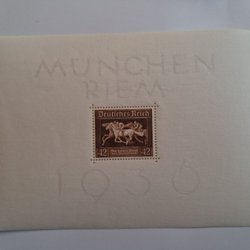 MÜNCHEN
RIEM
Deutsches Reich
42 42
1936